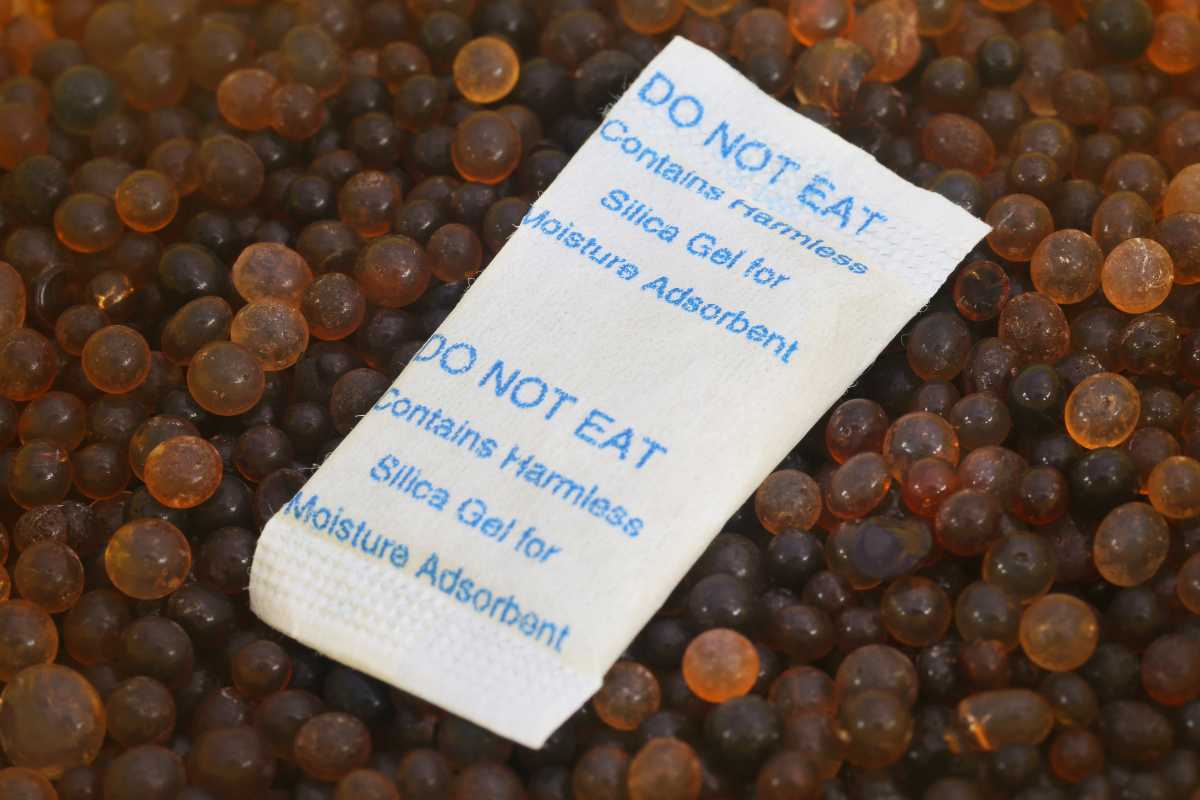 DO NOT EAT
Contains Harmless
Silica Gel for
Moisture Adsorbent
DO NOT EAT
Contains Harmless
Silica Gel for
Moisture Adsorbent